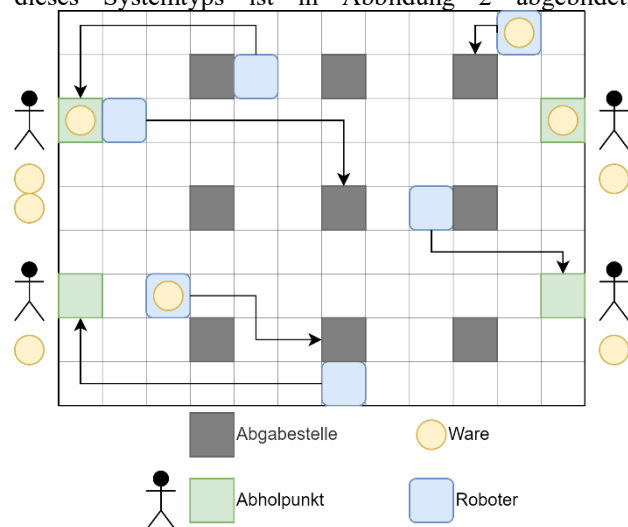 dieses Systemtyps ist in Abbildung 2 abgebildet.
Abgabestelle
Ware
Abholpunkt
Roboter